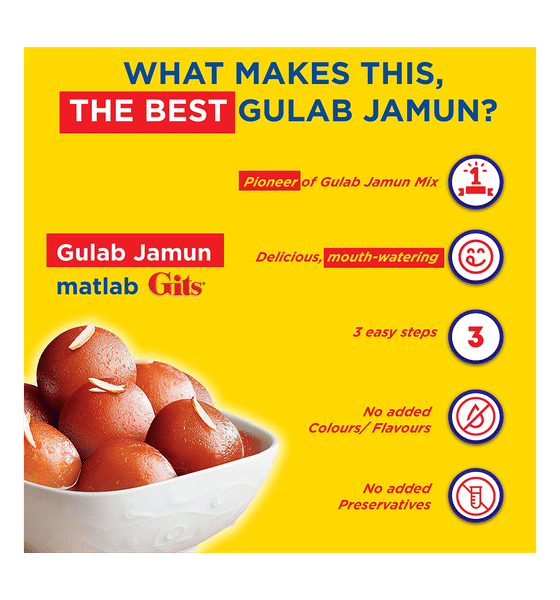 WHAT MAKES THIS,
THE BEST GULAB JAMUN?
Pioneer of Gulab Jamun Mix
1
Gulab Jamun
matlab Gits®
Delicious, mouth-watering
3 easy steps
3
No added
Colours/ Flavours
No added
Preservatives